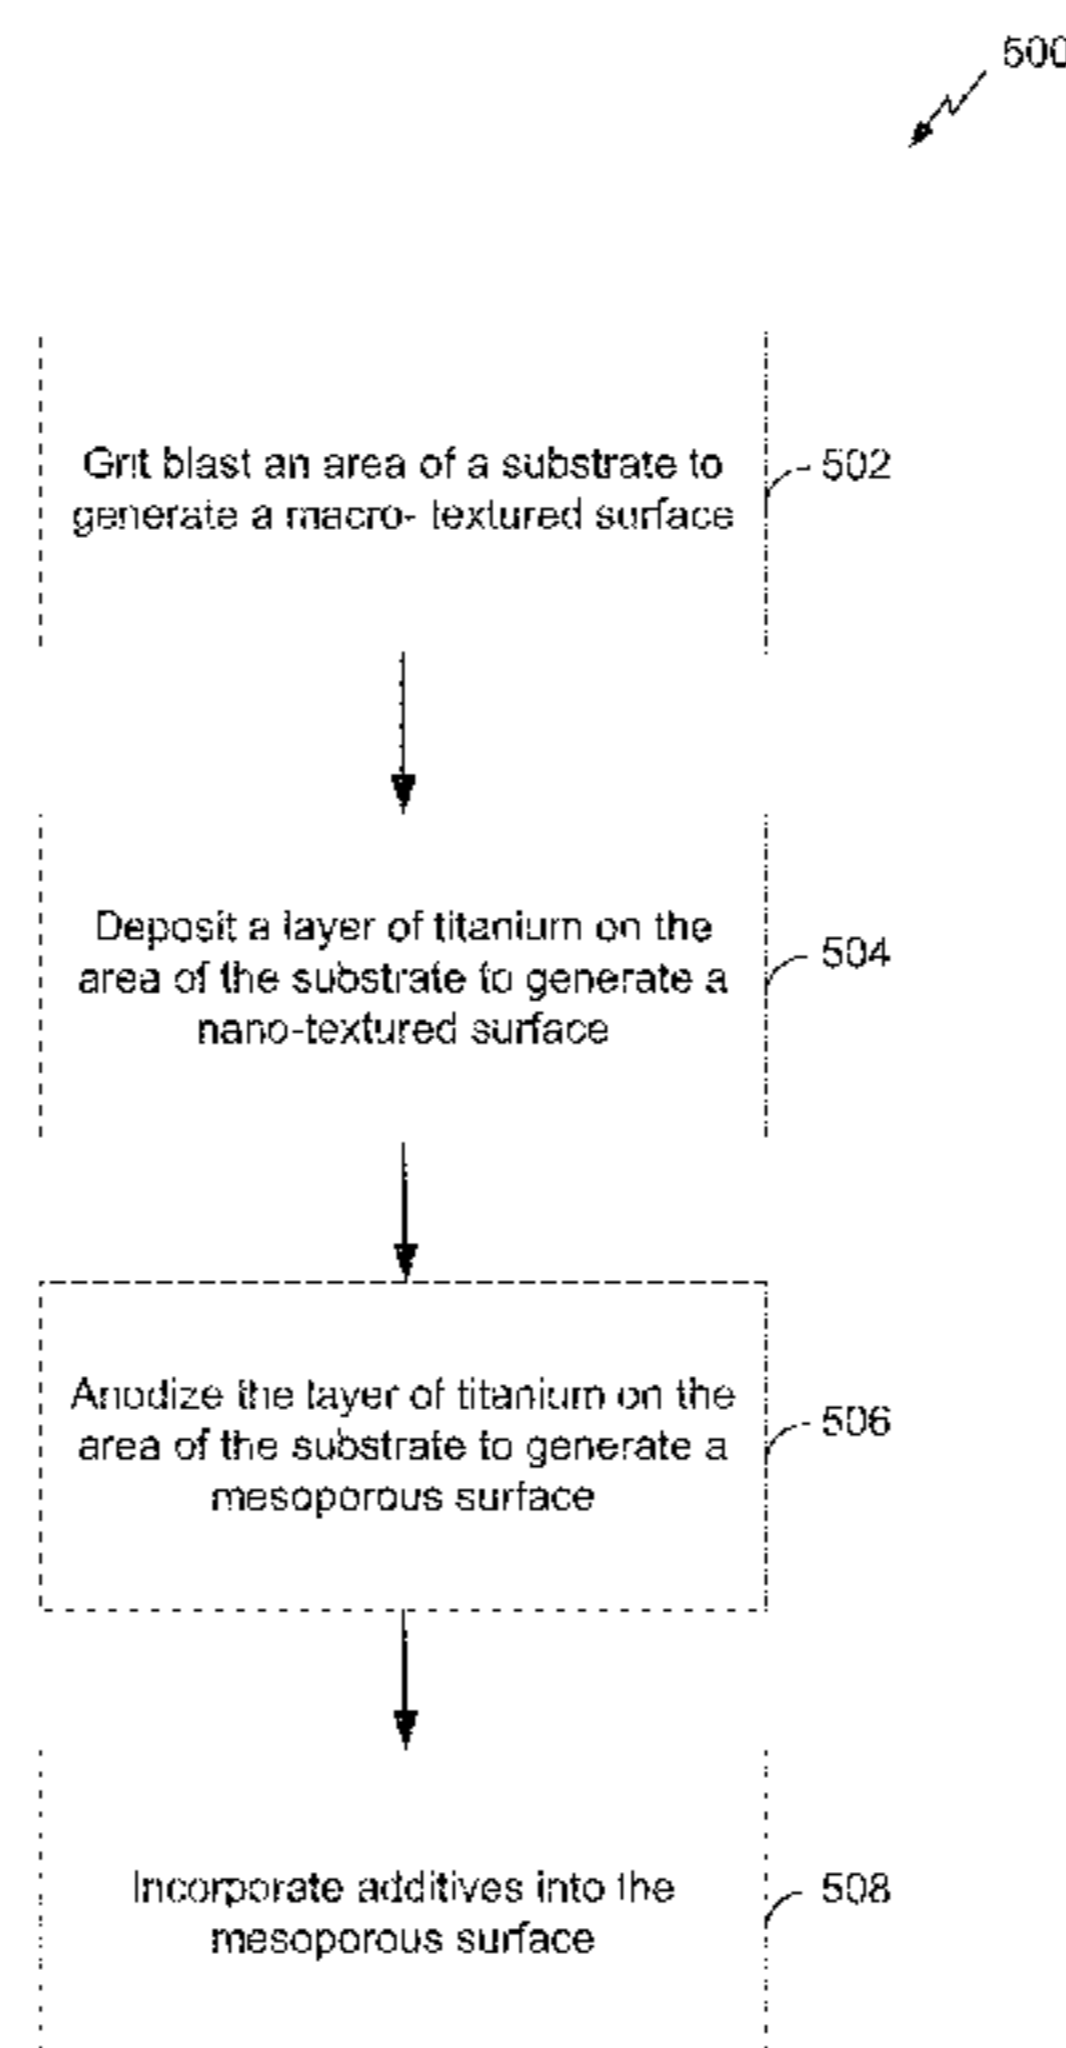 500
Grit blast an area of a substrate to
generate a macro- textured surface
502
Deposit a layer of titanium on the
area of the substrate to generate a
nano-textured surface
504
Anodize the layer of titanium on the
area of the substrate to generate a
mesoporous surface
506
Incorporate additives into the
mesoporous surface
508